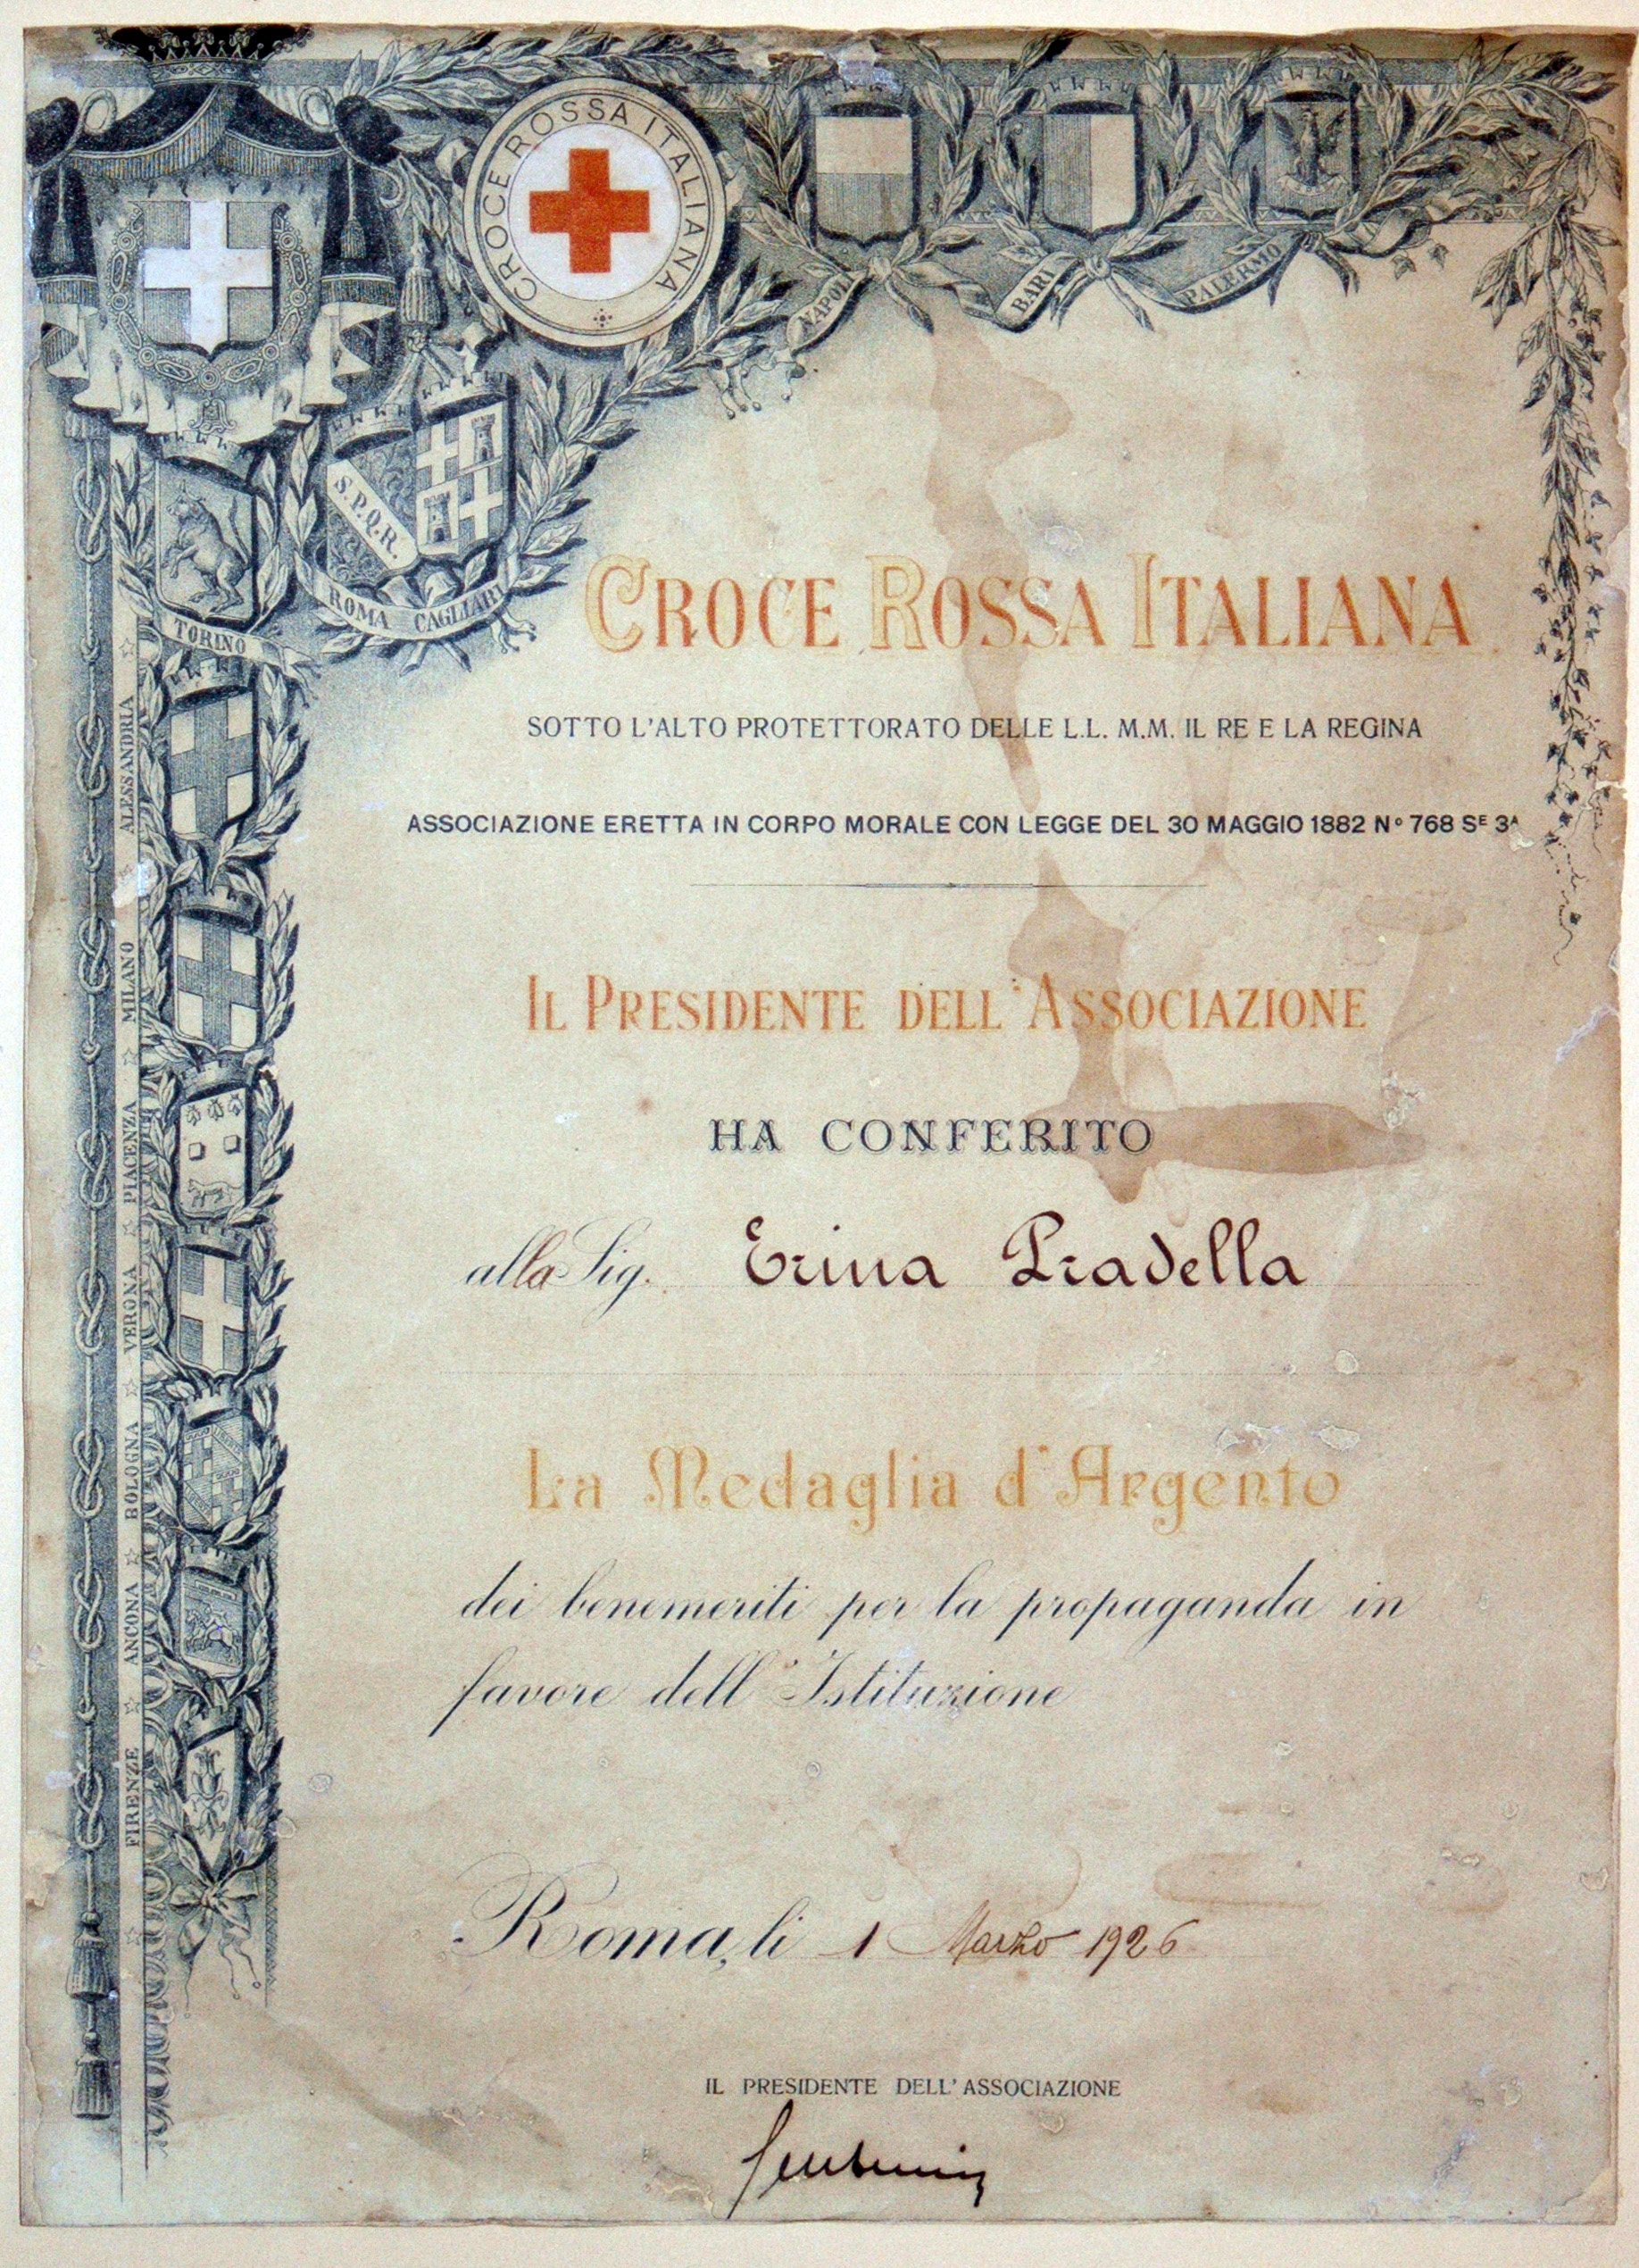 CROCE ROSSA ITALIANA
NAPOLI
BARI
PALERMO
S.P.Q.R.
ROMA CAGLIARI
TORINO
ALESSANDRIA
MILANO
PIACENZA
VERONA
BOLOGNA
ANCONA
FIRENZE
CROCE ROSSA ITALIANA
SOTTO L'ALTO PROTETTORATO DELLE L.L. M.M. IL RE E LA REGINA
ASSOCIAZIONE ERETTA IN CORPO MORALE CON LEGGE DEL 30 MAGGIO 1882 Nº 768 Sᴱ 3ᴬ
IL PRESIDENTE DELL'ASSOCIAZIONE
HA CONFERITO
alla Sig. Erina Pradella
La Medaglia d'Argento
dei benemeriti per la propaganda in
favore dell'Istituzione
Roma, li 1 Marzo 1926
IL PRESIDENTE DELL'ASSOCIAZIONE